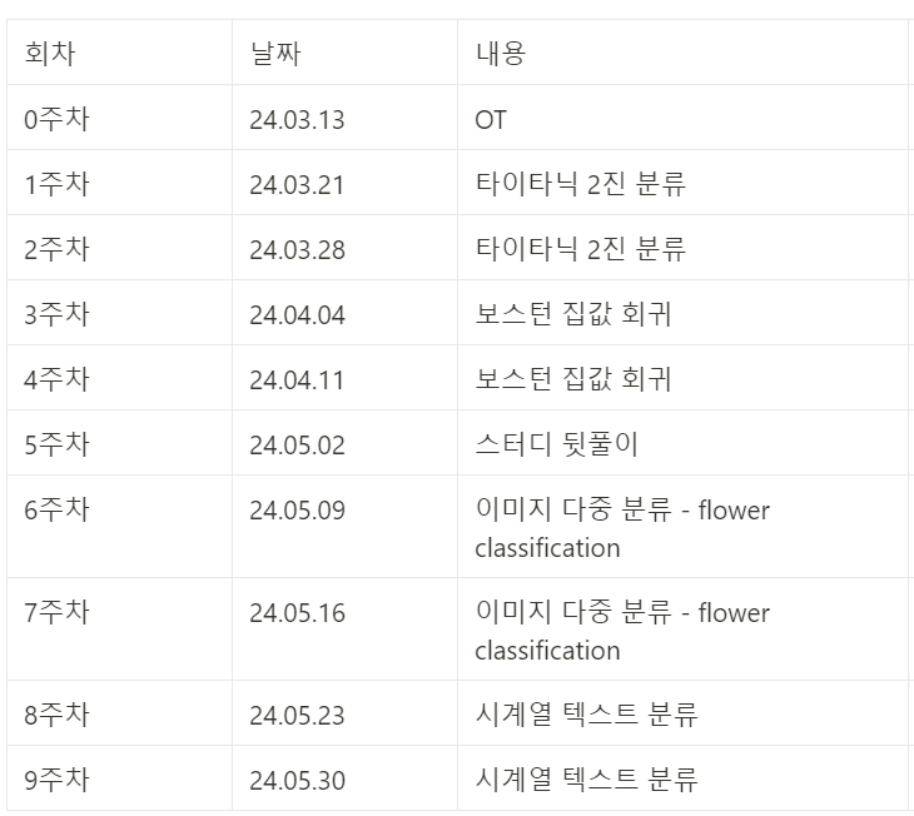 회차 날짜 내용
0주차 24.03.13 OT
1주차 24.03.21 타이타닉 2진 분류
2주차 24.03.28 타이타닉 2진 분류
3주차 24.04.04 보스턴 집값 회귀
4주차 24.04.11 보스턴 집값 회귀
5주차 24.05.02 스터디 뒷풀이
6주차 24.05.09 이미지 다중 분류 - flower
classification
7주차 24.05.16 이미지 다중 분류 - flower
classification
8주차 24.05.23 시계열 텍스트 분류
9주차 24.05.30 시계열 텍스트 분류